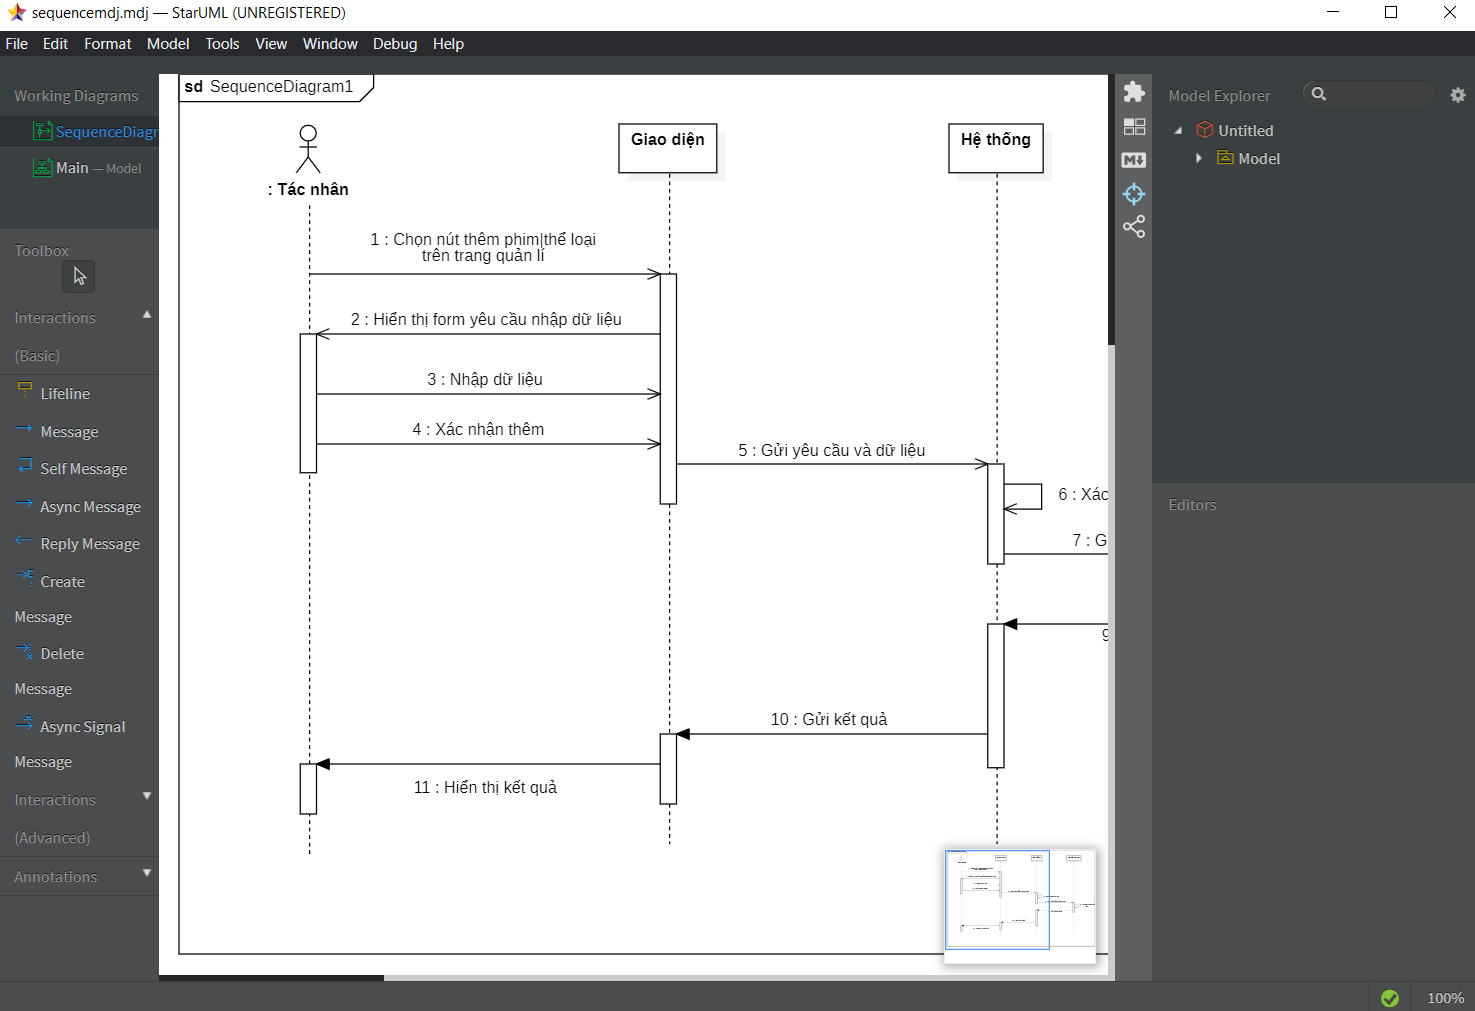 sequencemdj.mdj — StarUML (UNREGISTERED)
File Edit Format Model Tools View Window Debug Help
Working Diagrams
SequenceDiagr
Main — Model
Toolbox
Interactions
(Basic)
Lifeline
Message
Self Message
Async Message
Reply Message
Create
Message
Delete
Message
Async Signal
Message
Interactions
(Advanced)
Annotations
sd SequenceDiagram1
: Tác nhân
Giao diện
Hệ thống
1 : Chọn nút thêm phim|thể loại
trên trang quản lí
2 : Hiển thị form yêu cầu nhập dữ liệu
3 : Nhập dữ liệu
4 : Xác nhận thêm
5 : Gửi yêu cầu và dữ liệu
6 : Xác
7 : G
9
10 : Gửi kết quả
11 : Hiển thị kết quả
Model Explorer
Untitled
Model
Editors
100%